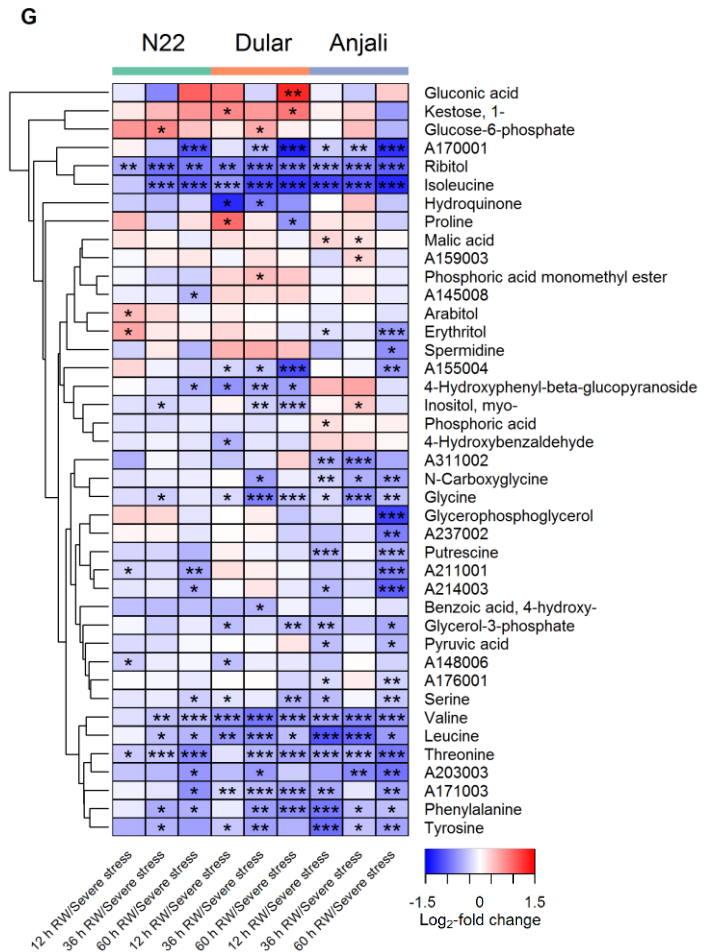 G
N22 Dular Anjali
Gluconic acid **
Kestose, 1- * *
Glucose-6-phosphate * *
A170001 *** ** *** * ** ***
Ribitol ** *** ** ** *** *** *** *** ***
Isoleucine *** *** *** *** *** *** *** ***
Hydroquinone * *
Proline * *
Malic acid * *
A159003 *
Phosphoric acid monomethyl ester *
A145008 *
Arabitol *
Erythritol * * ***
Spermidine *
A155004 * * *** **
4-Hydroxyphenyl-beta-glucopyranoside * * ** *
Inositol, myo- * ** *** *
Phosphoric acid *
4-Hydroxybenzaldehyde *
A311002 ** ***
N-Carboxyglycine * ** * **
Glycine * * *** *** * *** **
Glycerophosphoglycerol ***
A237002 **
Putrescine *** ***
A211001 * ** ***
A214003 * * ***
Benzoic acid, 4-hydroxy- *
Glycerol-3-phosphate * ** ** *
Pyruvic acid * *
A148006 * *
A176001 * **
Serine * * ** * **
Valine ** *** *** *** *** *** *** ***
Leucine * * ** *** * *** *** *
Threonine * *** *** *** *** *** *** ***
A203003 * * ** **
A171003 * ** *** *** ** **
Phenylalanine * * ** *** *** * *
Tyrosine * * ** *** * **
12 h RW/Severe stress
36 h RW/Severe stress
60 h RW/Severe stress
12 h RW/Severe stress
36 h RW/Severe stress
60 h RW/Severe stress
12 h RW/Severe stress
36 h RW/Severe stress
60 h RW/Severe stress
-1.5 0 1.5
Log2-fold change